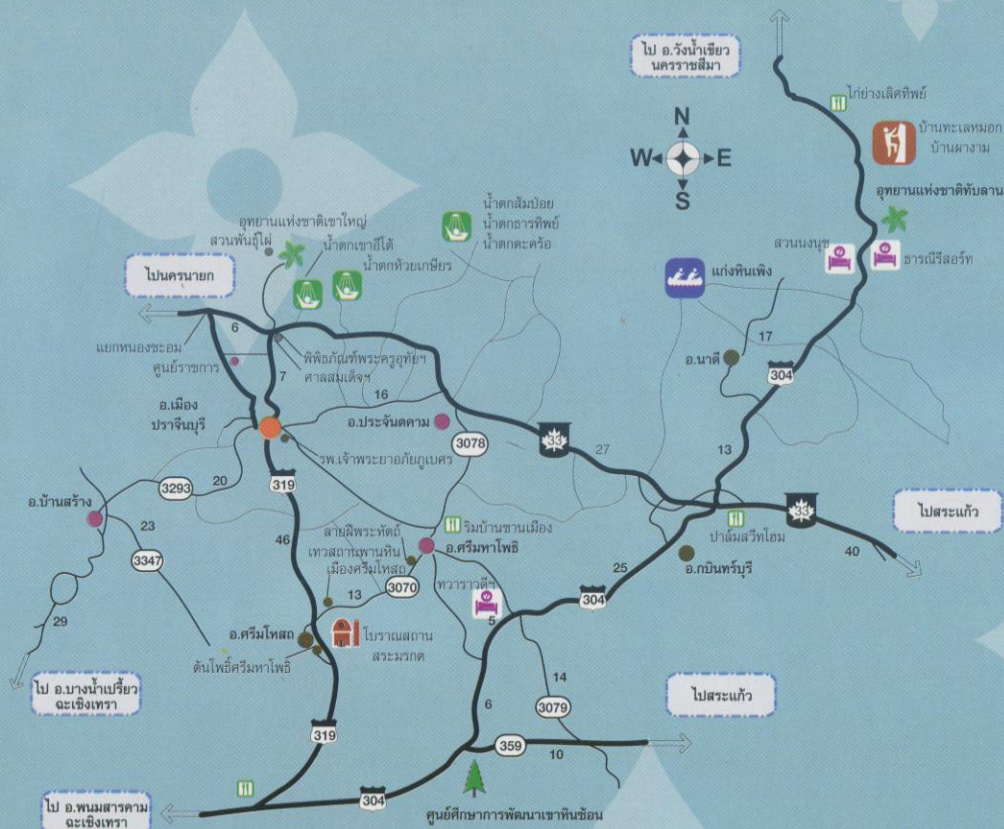 ไป อ.วังน้ำเขียว
นครราชสีมา
ไก่ย่างเลิศทิพย์
บ้านทะเลหมอก
บ้านผางาม
N
W
E
S
อุทยานแห่งชาติทับลาน
น้ำตกส้มป่อย
น้ำตกธารทิพย์
น้ำตกตะคร้อ
อุทยานแห่งชาติเขาใหญ่
สวนพันธุ์ไผ่
น้ำตกเขาอีโต้
น้ำตกห้วยเกษียร
สวนนงนุช
ธารณีรีสอร์ท
ไปนครนายก
แก่งหินเพิง
6
แยกหนองชะอม
ศูนย์ราชการ
7
พิพิธภัณฑ์พระครูอุทัยฯ
ศาลสมเด็จฯ
17
อ.นาดี
304
16
อ.เมือง
ปราจีนบุรี
อ.ประจันตคาม
3078
33
27
13
รพ.เจ้าพระยาอภัยภูเบศร
3293
20
319
อ.บ้านสร้าง
23
3347
46
ลายฝีพระหัตถ์
เทวสถานพานหิน
เมืองศรีมโหสถ
ริมบ้านชานเมือง
อ.ศรีมหาโพธิ
ปาล์มสวีทโฮม
33
40
ไปสระแก้ว
อ.กบินทร์บุรี
25
304
13
3070
ทวาราวดีฯ
5
29
อ.ศรีมโหสถ
โบราณสถาน
สระมรกต
ต้นโพธิ์ศรีมหาโพธิ
ไป อ.บางน้ำเปรี้ยว
ฉะเชิงเทรา
14
3079
6
ไปสระแก้ว
319
359
10
304
ไป อ.พนมสารคาม
ฉะเชิงเทรา
ศูนย์ศึกษาการพัฒนาเขาหินซ้อน